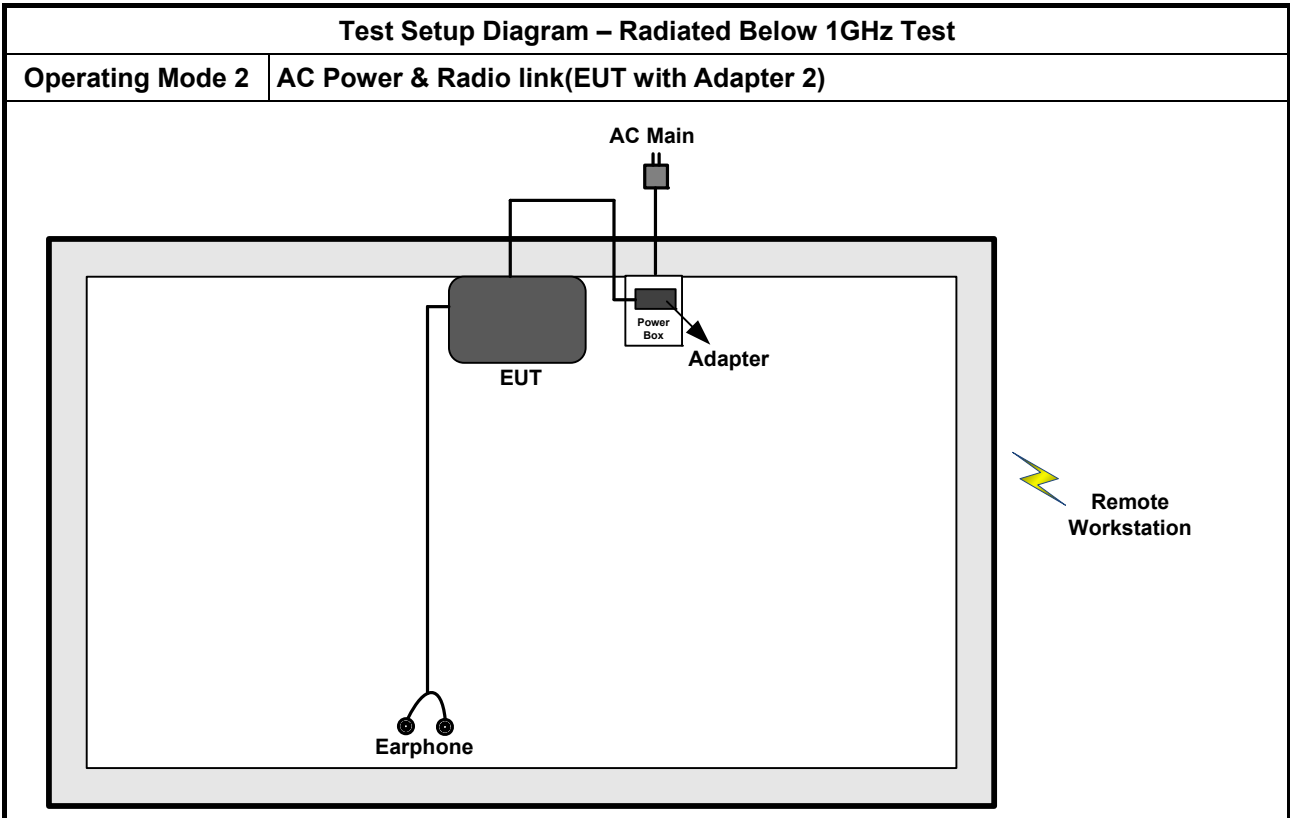 Test Setup Diagram – Radiated Below 1GHz Test
Operating Mode 2
AC Power & Radio link(EUT with Adapter 2)
AC Main
Power
Box
Adapter
EUT
Remote
Workstation
Earphone